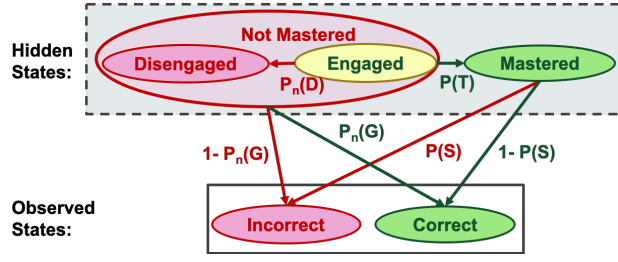 Hidden
States:
Not Mastered
Disengaged
Engaged
Mastered
Pn(D)
P(T)
1- Pn(G)
Pn(G)
P(S)
1- P(S)
Observed
States:
Incorrect
Correct